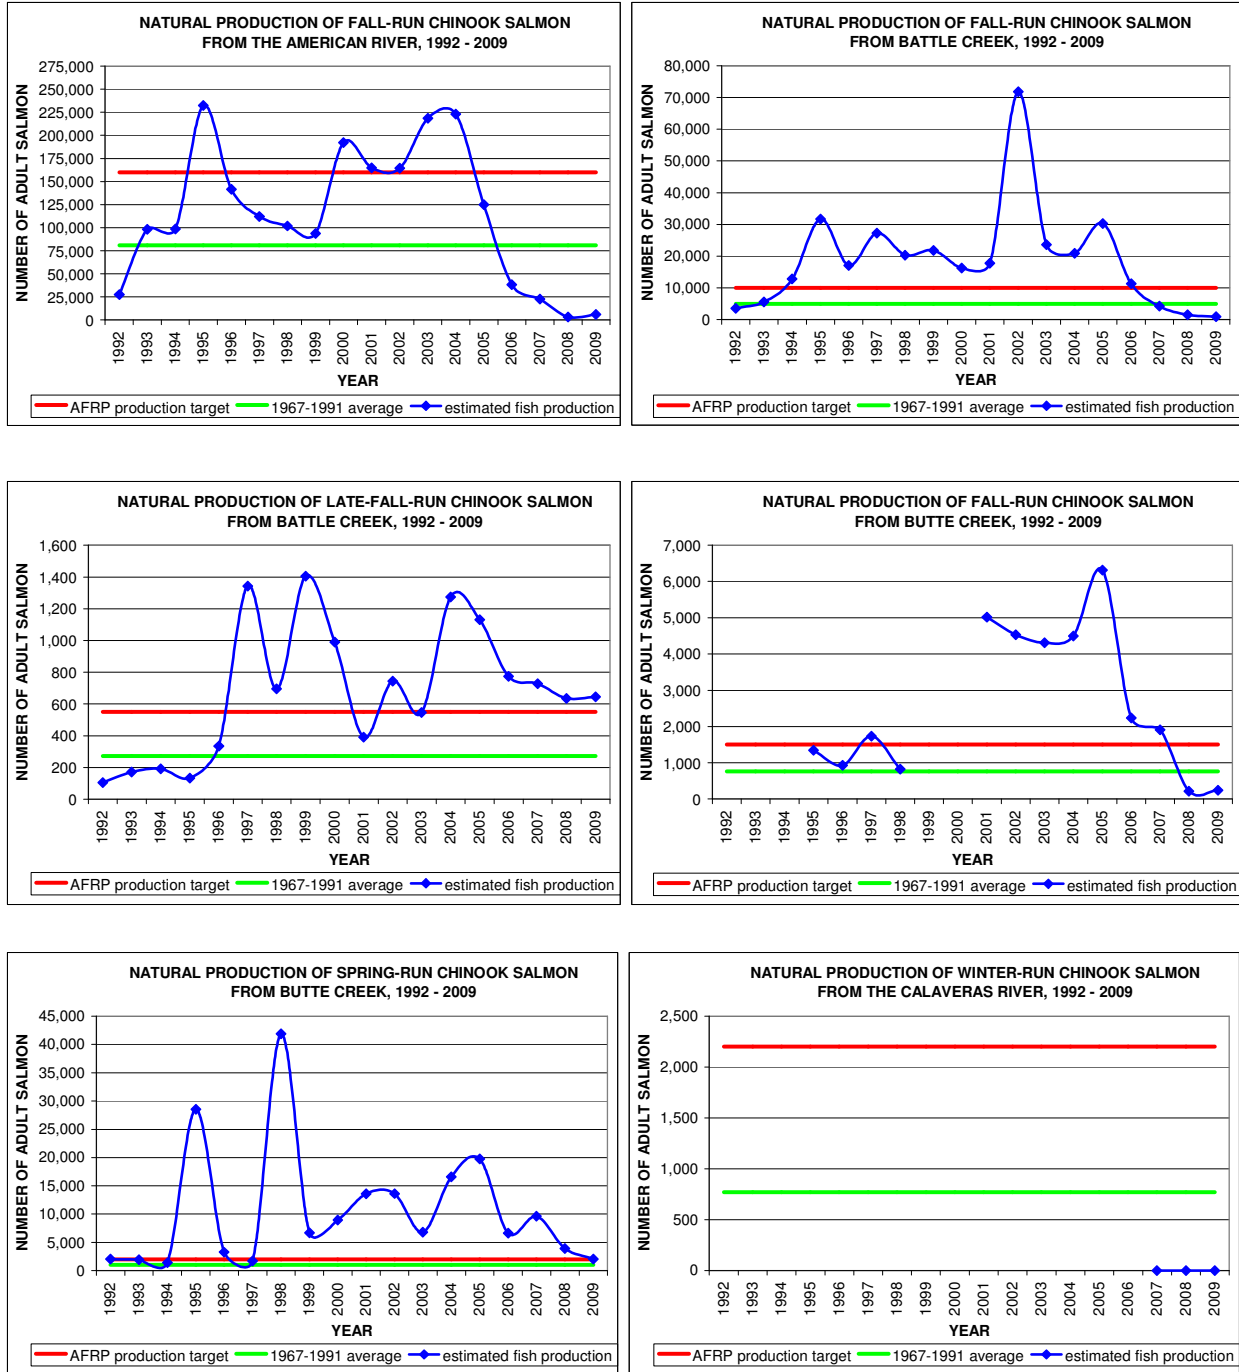 NATURAL PRODUCTION OF FALL-RUN CHINOOK SALMON
FROM THE AMERICAN RIVER, 1992 - 2009
NUMBER OF ADULT SALMON
275,000
250,000
225,000
200,000
175,000
150,000
125,000
100,000
75,000
50,000
25,000
0
1992 1993 1994 1995 1996 1997 1998 1999 2000 2001 2002 2003 2004 2005 2006 2007 2008 2009
YEAR
AFRP production target 1967-1991 average estimated fish production
NATURAL PRODUCTION OF FALL-RUN CHINOOK SALMON
FROM BATTLE CREEK, 1992 - 2009
NUMBER OF ADULT SALMON
80,000
70,000
60,000
50,000
40,000
30,000
20,000
10,000
0
1992 1993 1994 1995 1996 1997 1998 1999 2000 2001 2002 2003 2004 2005 2006 2007 2008 2009
YEAR
AFRP production target 1967-1991 average estimated fish production
NATURAL PRODUCTION OF LATE-FALL-RUN CHINOOK SALMON
FROM BATTLE CREEK, 1992 - 2009
NUMBER OF ADULT SALMON
1,600
1,400
1,200
1,000
800
600
400
200
0
1992 1993 1994 1995 1996 1997 1998 1999 2000 2001 2002 2003 2004 2005 2006 2007 2008 2009
YEAR
AFRP production target 1967-1991 average estimated fish production
NATURAL PRODUCTION OF FALL-RUN CHINOOK SALMON
FROM BUTTE CREEK, 1992 - 2009
NUMBER OF ADULT SALMON
7,000
6,000
5,000
4,000
3,000
2,000
1,000
0
1992 1993 1994 1995 1996 1997 1998 1999 2000 2001 2002 2003 2004 2005 2006 2007 2008 2009
YEAR
AFRP production target 1967-1991 average estimated fish production
NATURAL PRODUCTION OF SPRING-RUN CHINOOK SALMON
FROM BUTTE CREEK, 1992 - 2009
NUMBER OF ADULT SALMON
45,000
40,000
35,000
30,000
25,000
20,000
15,000
10,000
5,000
0
1992 1993 1994 1995 1996 1997 1998 1999 2000 2001 2002 2003 2004 2005 2006 2007 2008 2009
YEAR
AFRP production target 1967-1991 average estimated fish production
NATURAL PRODUCTION OF WINTER-RUN CHINOOK SALMON
FROM THE CALAVERAS RIVER, 1992 - 2009
NUMBER OF ADULT SALMON
2,500
2,000
1,500
1,000
500
0
1992 1993 1994 1995 1996 1997 1998 1999 2000 2001 2002 2003 2004 2005 2006 2007 2008 2009
YEAR
AFRP production target 1967-1991 average estimated fish production